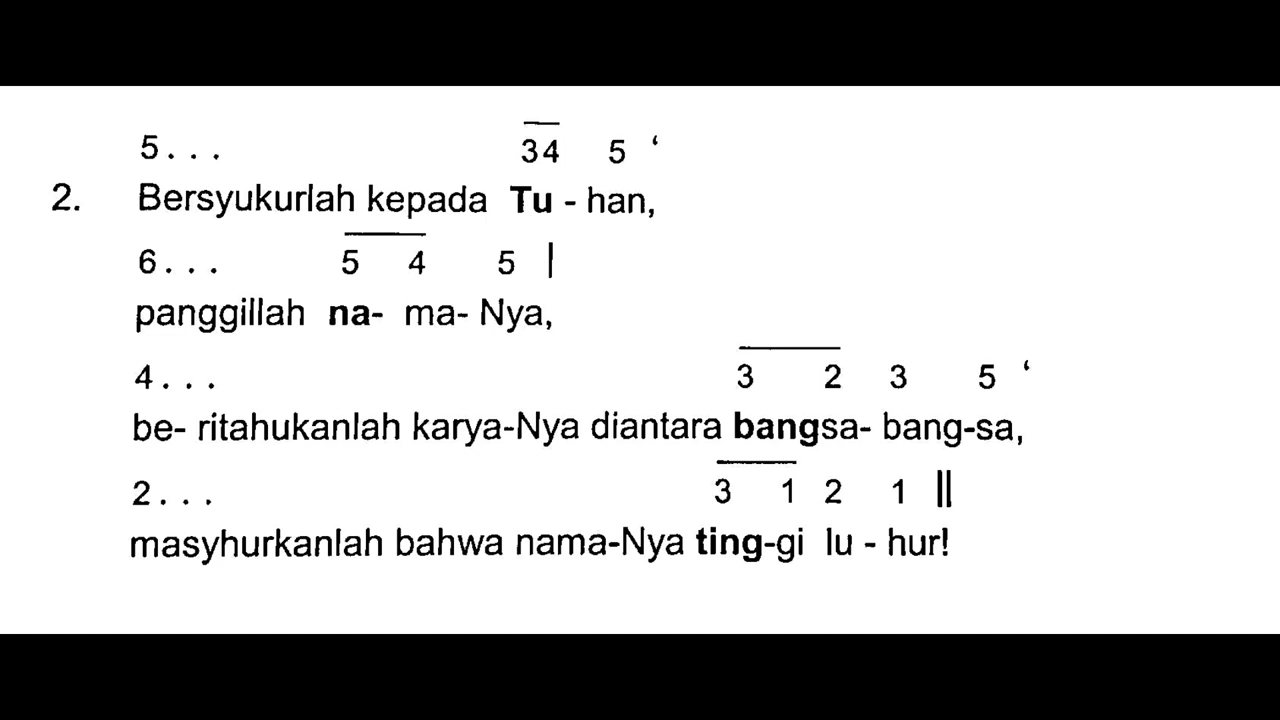 5 . . . 34 5 ‘
2. Bersyukurlah kepada Tu - han,
6 . . . 5 4 5 |
panggillah na- ma- Nya,
4 . . . 3 2 3 5 ‘
be- ritahukanlah karya-Nya diantara bangsa- bang-sa,
2 . . . 3 1 2 1 ||
masyhurkanlah bahwa nama-Nya ting-gi lu - hur!